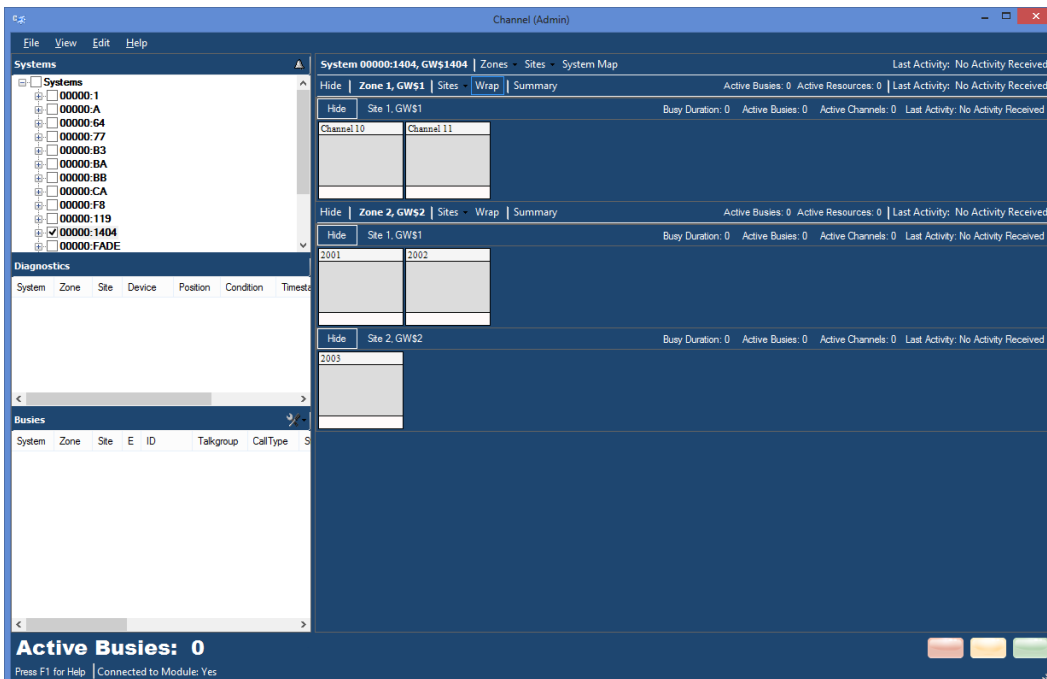 Channel (Admin)
File View Edit Help
Systems
Systems
00000:1
00000:A
00000:64
00000:77
00000:B3
00000:BA
00000:BB
00000:CA
00000:F8
00000:119
00000:1404
00000:FADE
Diagnostics
System Zone Site Device Position Condition Timesta
Busies
System Zone Site E ID Talkgroup CallType S
System 00000:1404, GW$1404 Zones Sites System Map Last Activity: No Activity Received
Hide Zone 1, GW$1 Sites Wrap Summary Active Busies: 0 Active Resources: 0 Last Activity: No Activity Received
Hide Site 1, GW$1 Busy Duration: 0 Active Busies: 0 Active Channels: 0 Last Activity: No Activity Received
Channel 10 Channel 11
Hide Zone 2, GW$2 Sites Wrap Summary Active Busies: 0 Active Resources: 0 Last Activity: No Activity Received
Hide Site 1, GW$1 Busy Duration: 0 Active Busies: 0 Active Channels: 0 Last Activity: No Activity Received
2001 2002
Hide Site 2, GW$2 Busy Duration: 0 Active Busies: 0 Active Channels: 0 Last Activity: No Activity Received
2003
Active Busies: 0
Press F1 for Help Connected to Module: Yes